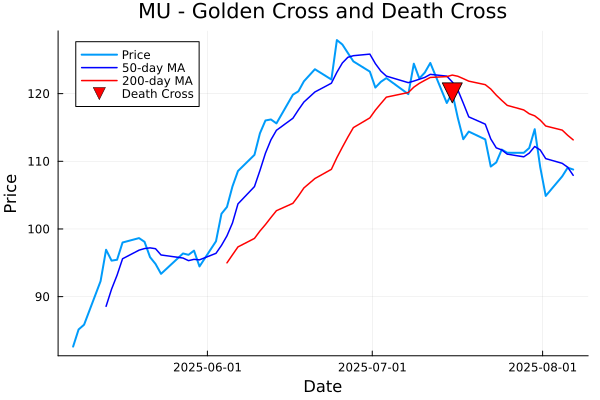 MU - Golden Cross and Death Cross
Price
50-day MA
200-day MA
Death Cross
120
110
100
90
Price
2025-06-01
2025-07-01
2025-08-01
Date